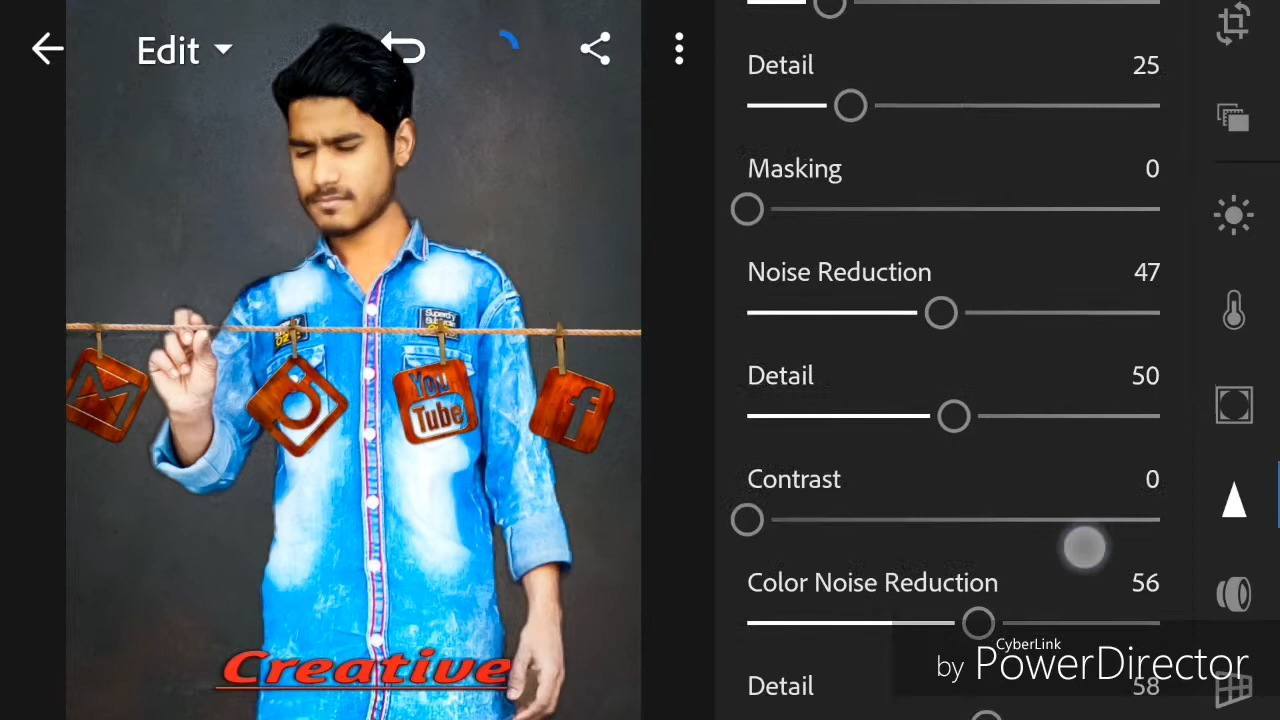 Edit
Detail 25
Masking 0
Noise Reduction 47
Detail 50
Contrast 0
Color Noise Reduction 56
Detail 58
Superdry
You
Tube
f
Creative
CyberLink
by PowerDirector